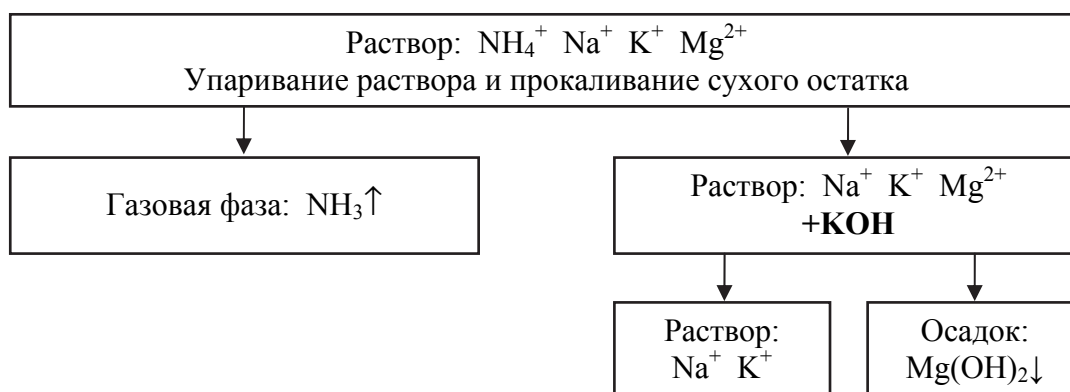 Раствор: NH₄⁺ Na⁺ K⁺ Mg²⁺
Упаривание раствора и прокаливание сухого остатка
Газовая фаза: NH₃↑
Раствор: Na⁺ K⁺ Mg²⁺
+KOH
Раствор:
Na⁺ K⁺
Осадок:
Mg(OH)₂↓